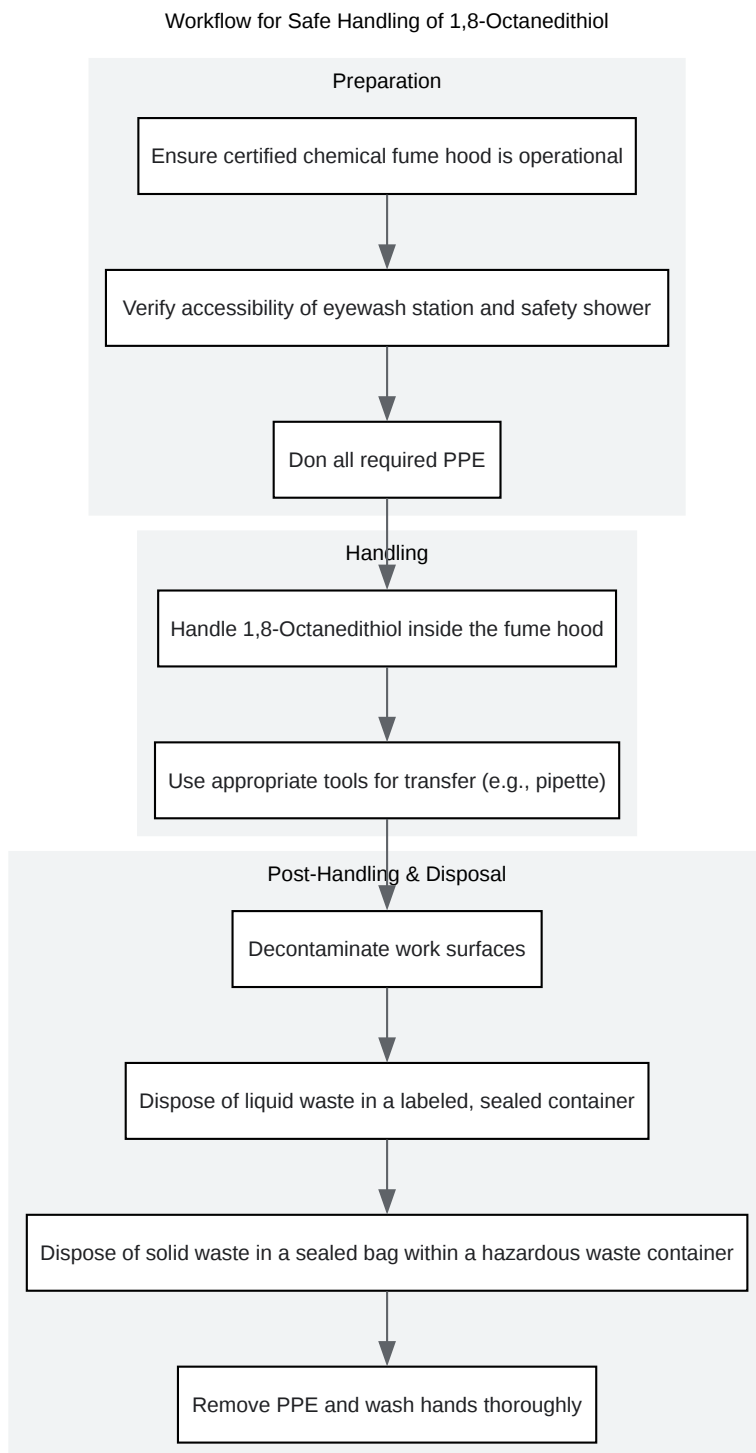 Workflow for Safe Handling of 1,8-Octanedithiol
Preparation
Ensure certified chemical fume hood is operational
Verify accessibility of eyewash station and safety shower
Don all required PPE
Handling
Handle 1,8-Octanedithiol inside the fume hood
Use appropriate tools for transfer (e.g., pipette)
Post-Handling & Disposal
Decontaminate work surfaces
Dispose of liquid waste in a labeled, sealed container
Dispose of solid waste in a sealed bag within a hazardous waste container
Remove PPE and wash hands thoroughly